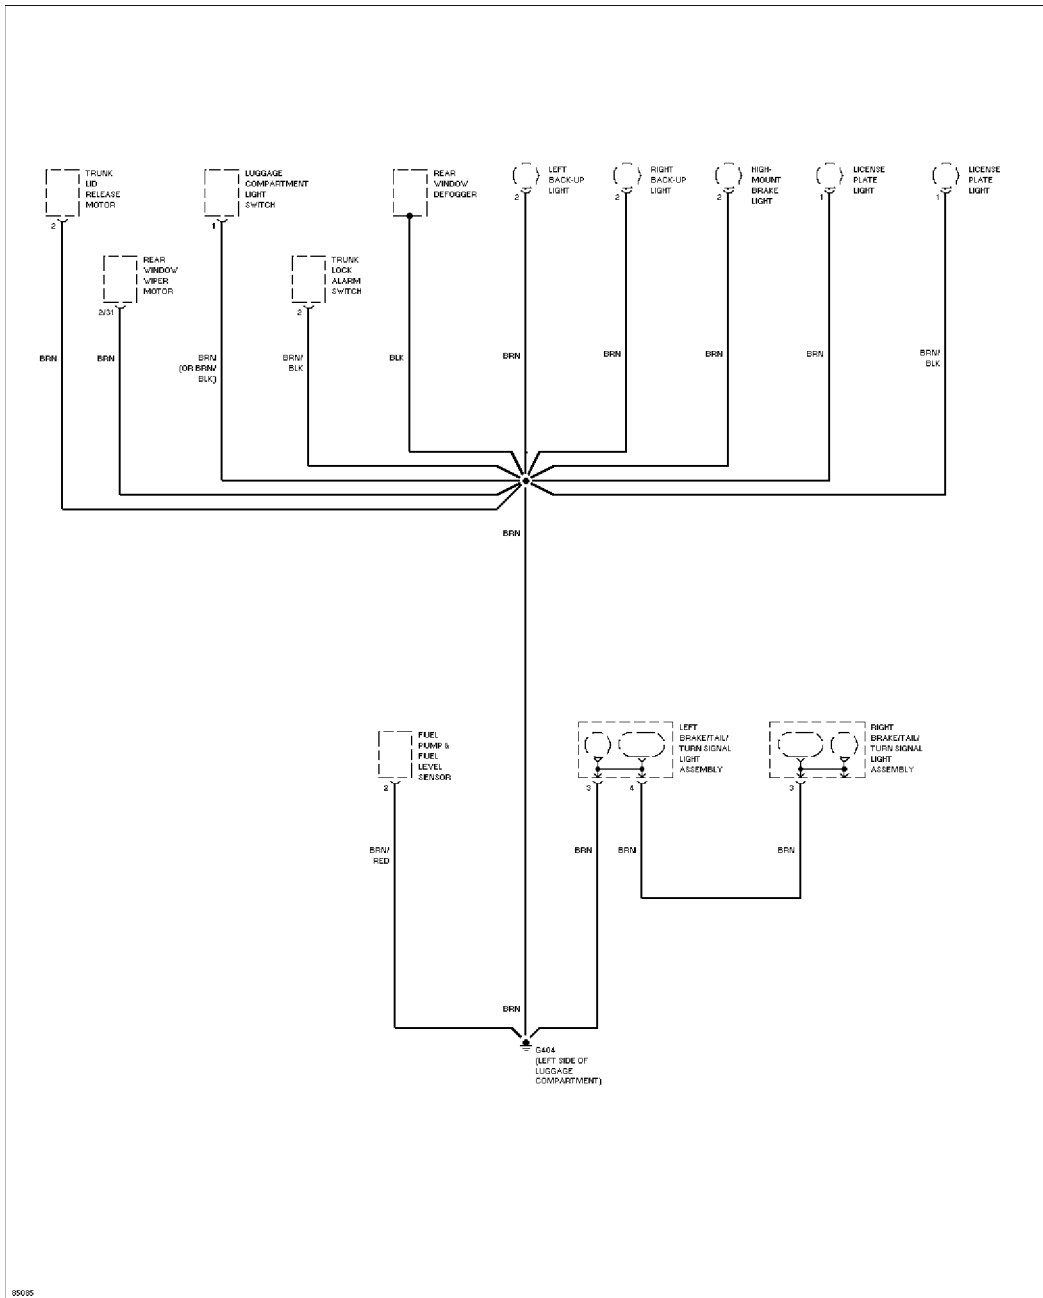 TRUNK
LID
RELEASE
MOTOR
LUGGAGE
COMPARTMENT
LIGHT
SWITCH
REAR
WINDOW
DEFOGGER
LEFT
BACK-UP
LIGHT
RIGHT
BACK-UP
LIGHT
HIGH-
MOUNT
BRAKE
LIGHT
LICENSE
PLATE
LIGHT
LICENSE
PLATE
LIGHT
2
1
2
2
2
1
1
REAR
WINDOW
WIPER
MOTOR
TRUNK
LOCK
ALARM
SWITCH
2/31
2
BRN
BRN
BRN
(OR BRN/
BLK)
BRN/
BLK
BLK
BRN
BRN
BRN
BRN
BRN/
BLK
BRN
FUEL
PUMP &
FUEL
LEVEL
SENSOR
LEFT
BRAKE/TAIL/
TURN SIGNAL
LIGHT
ASSEMBLY
RIGHT
BRAKE/TAIL/
TURN SIGNAL
LIGHT
ASSEMBLY
2
3
4
3
BRN/
RED
BRN
BRN
BRN
BRN
G404
(LEFT SIDE OF
LUGGAGE
COMPARTMENT)
85085